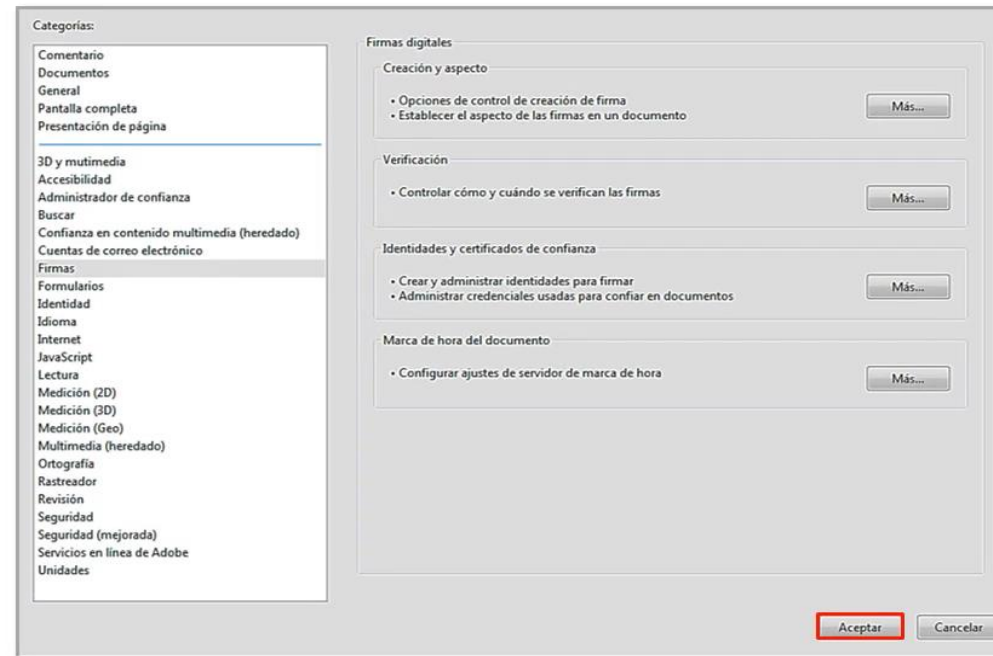 Categorías:
Comentario
Documentos
General
Pantalla completa
Presentación de página
3D y mutimedia
Accesibilidad
Administrador de confianza
Buscar
Confianza en contenido multimedia (heredado)
Cuentas de correo electrónico
Firmas
Formularios
Identidad
Idioma
Internet
JavaScript
Lectura
Medición (2D)
Medición (3D)
Medición (Geo)
Multimedia (heredado)
Ortografía
Rastreador
Revisión
Seguridad
Seguridad (mejorada)
Servicios en línea de Adobe
Unidades
Firmas digitales
Creación y aspecto
• Opciones de control de creación de firma
• Establecer el aspecto de las firmas en un documento
Más...
Verificación
• Controlar cómo y cuándo se verifican las firmas
Más...
Identidades y certificados de confianza
• Crear y administrar identidades para firmar
• Administrar credenciales usadas para confiar en documentos
Más...
Marca de hora del documento
• Configurar ajustes de servidor de marca de hora
Más...
Aceptar
Cancelar